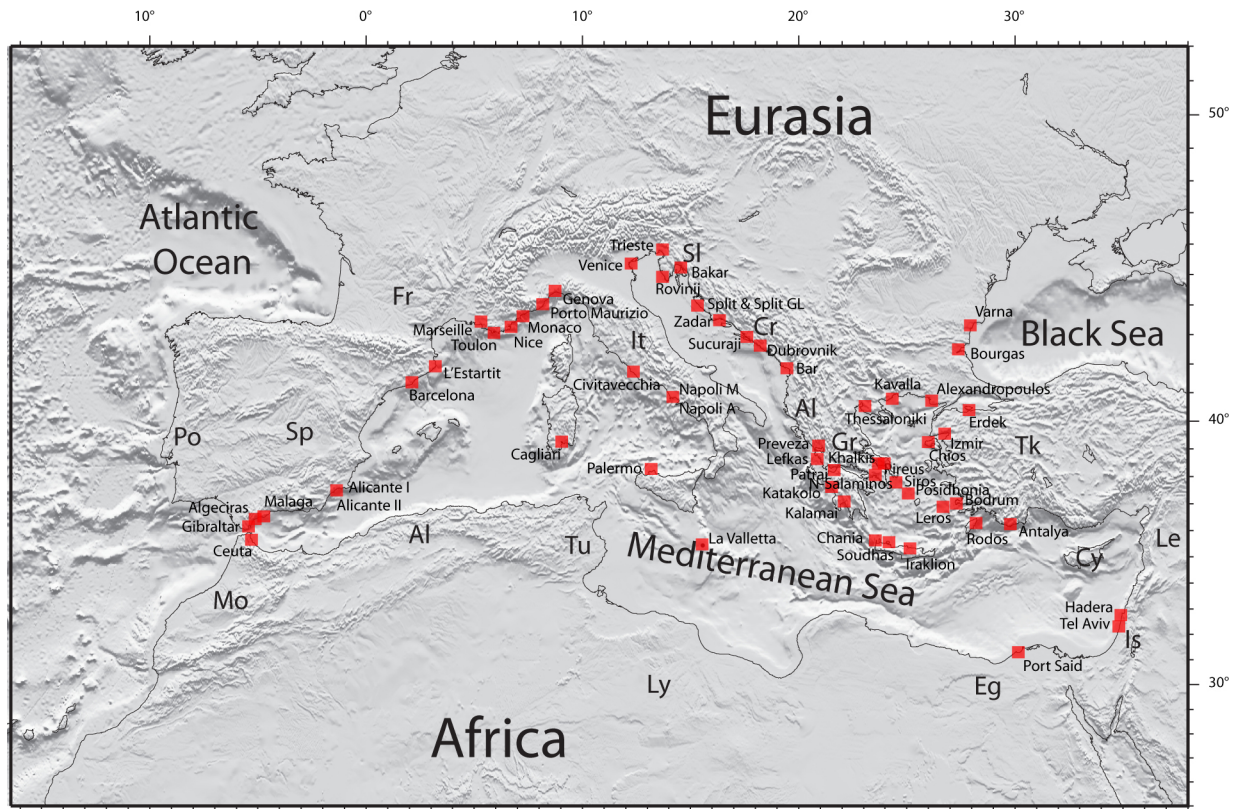 10° 0° 10° 20° 30°
Eurasia
50°
Atlantic
Ocean
Trieste
Sl
Venice
Bakar
Rovinij
Fr
Genova
Split & Split GL
Porto Maurizio
Varna
Marseille
Monaco
Zadar
Cr
Black Sea
Toulon
Nice
It
Sucuraji
Dubrovnik
Bourgas
L'Estartit
Bar
Civitavecchia
Kavalla
Alexandropoulos
Barcelona
Napoli M
Napoli A
Al
Thessaloniki
Erdek
40°
Po
Sp
Preveza
Gr
Izmir
Tk
Cagliari
Lefkas
Khalkis
Chios
Palermo
Patrai
Pireus
N-Salaminos
Siros
Alicante I
Katakolo
Posidhonia
Malaga
Alicante II
Bodrum
Algeciras
Kalamai
Leros
Gibraltar
Al
Tu
La Valletta
Chania
Rodos
Antalya
Le
Ceuta
Mediterranean Sea
Soudhas
Iraklion
Cy
Mo
Hadera
Tel Aviv
Is
Port Said
Ly
Eg
30°
Africa